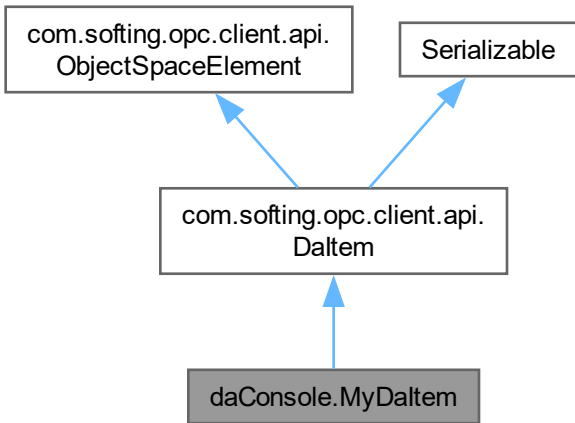 com.softing.opc.client.api.
ObjectSpaceElement
Serializable
com.softing.opc.client.api.
DaItem
daConsole.MyDaItem